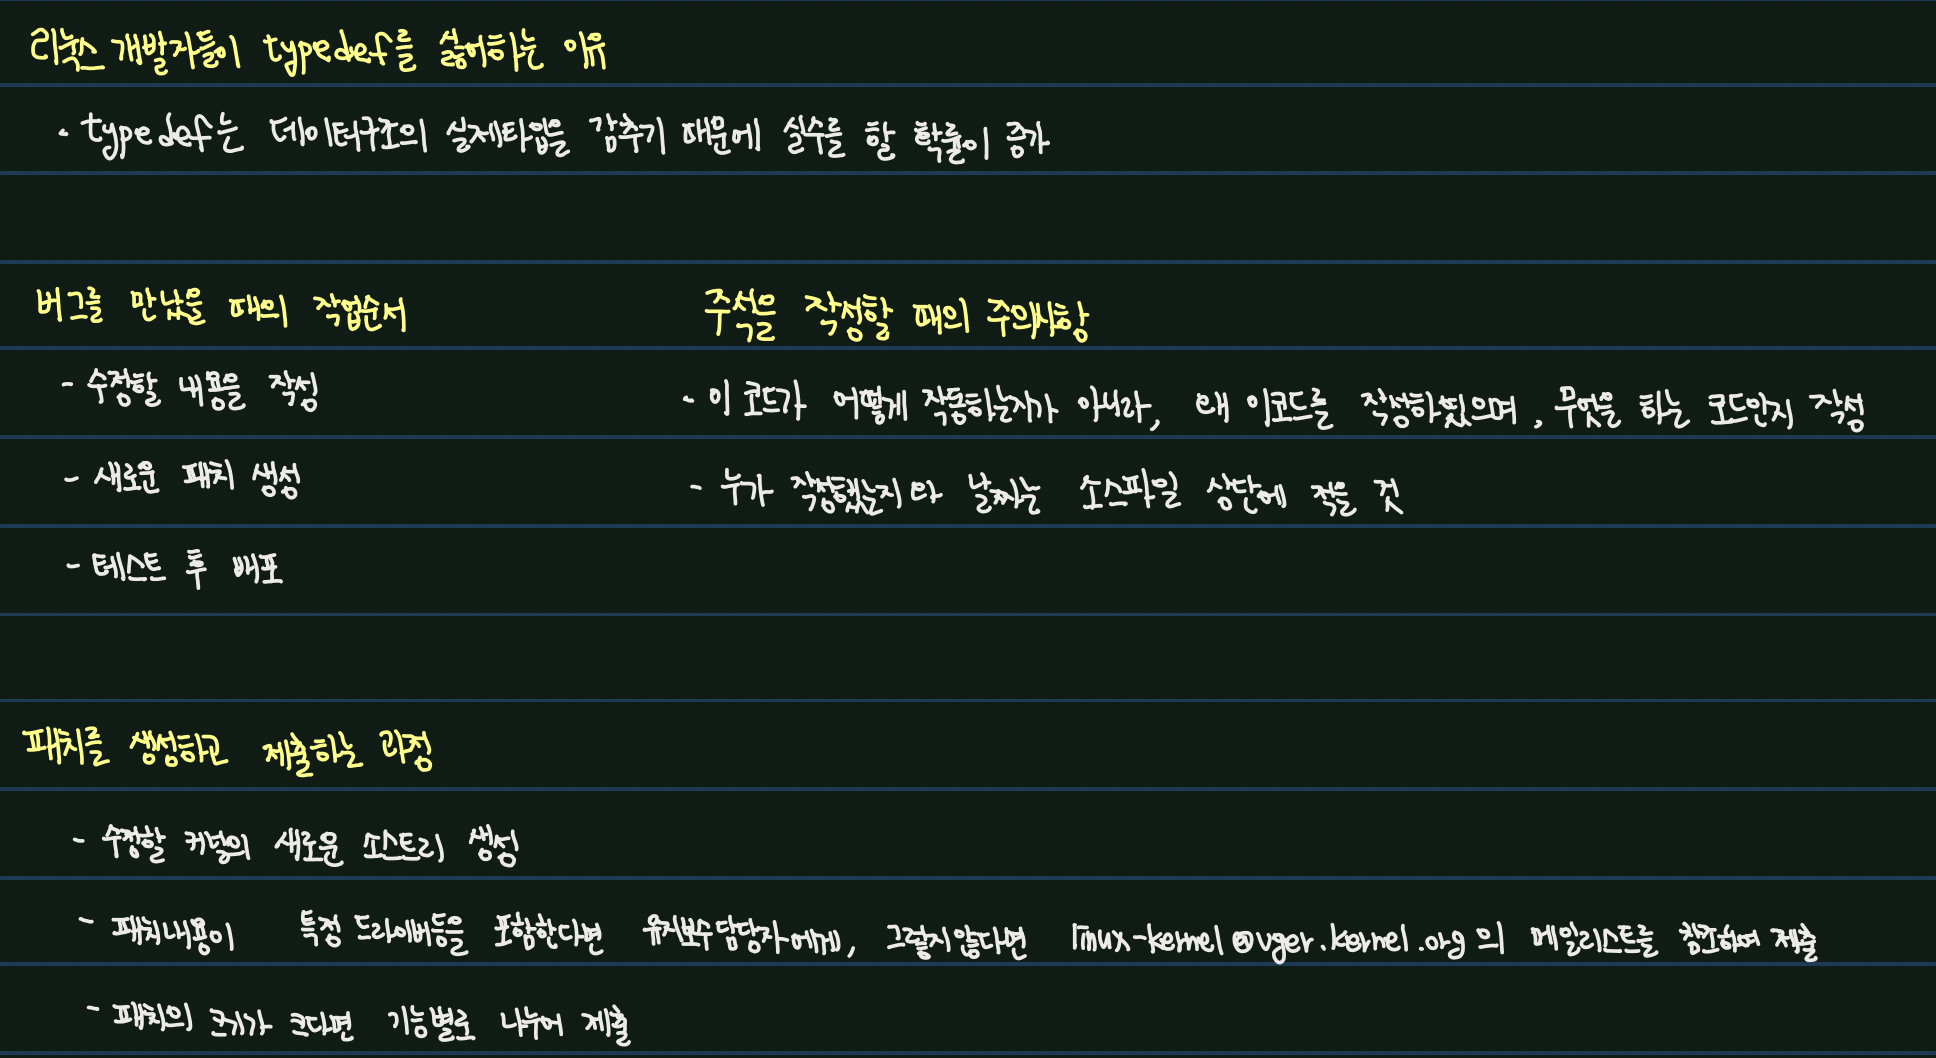 리눅스 개발자들이 typedef를 싫어하는 이유
- typedef는 데이터구조의 실제타입을 감추기 때문에 실수를 할 확률이 증가
버그를 만났을 때의 작업순서
- 수정할 내용을 작성
- 새로운 패치 생성
- 테스트 후 배포
주석을 작성할 때의 주의사항
- 이 코드가 어떻게 작동하는지가 아니라, 왜 이코드를 작성하였으며, 무엇을 하는 코드인지 작성
- 누가 작성했는지와 날짜는 소스파일 상단에 적을 것
패치를 생성하고 제출하는 과정
- 수정할 커널의 새로운 소스트리 생성
- 패치내용이 특정 드라이버등을 포함한다면 유지보수담당자에게, 그렇지않다면 linux-kernel@vger.kernel.org의 메일리스트를 참조하여 제출
- 패치의 크기가 크다면 기능별로 나누어 제출